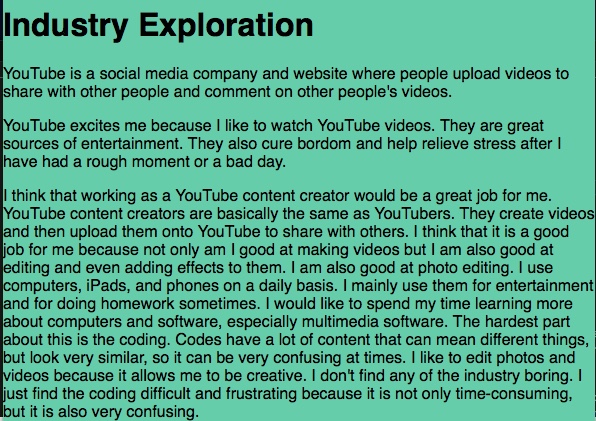 Industry Exploration
YouTube is a social media company and website where people upload videos to
share with other people and comment on other people's videos.
YouTube excites me because I like to watch YouTube videos. They are great
sources of entertainment. They also cure bordom and help relieve stress after I
have had a rough moment or a bad day.
I think that working as a YouTube content creator would be a great job for me.
YouTube content creators are basically the same as YouTubers. They create videos
and then upload them onto YouTube to share with others. I think that it is a good
job for me because not only am I good at making videos but I am also good at
editing and even adding effects to them. I am also good at photo editing. I use
computers, iPads, and phones on a daily basis. I mainly use them for entertainment
and for doing homework sometimes. I would like to spend my time learning more
about computers and software, especially multimedia software. The hardest part
about this is the coding. Codes have a lot of content that can mean different things,
but look very similar, so it can be very confusing at times. I like to edit photos and
videos because it allows me to be creative. I don't find any of the industry boring. I
just find the coding difficult and frustrating because it is not only time-consuming,
but it is also very confusing.